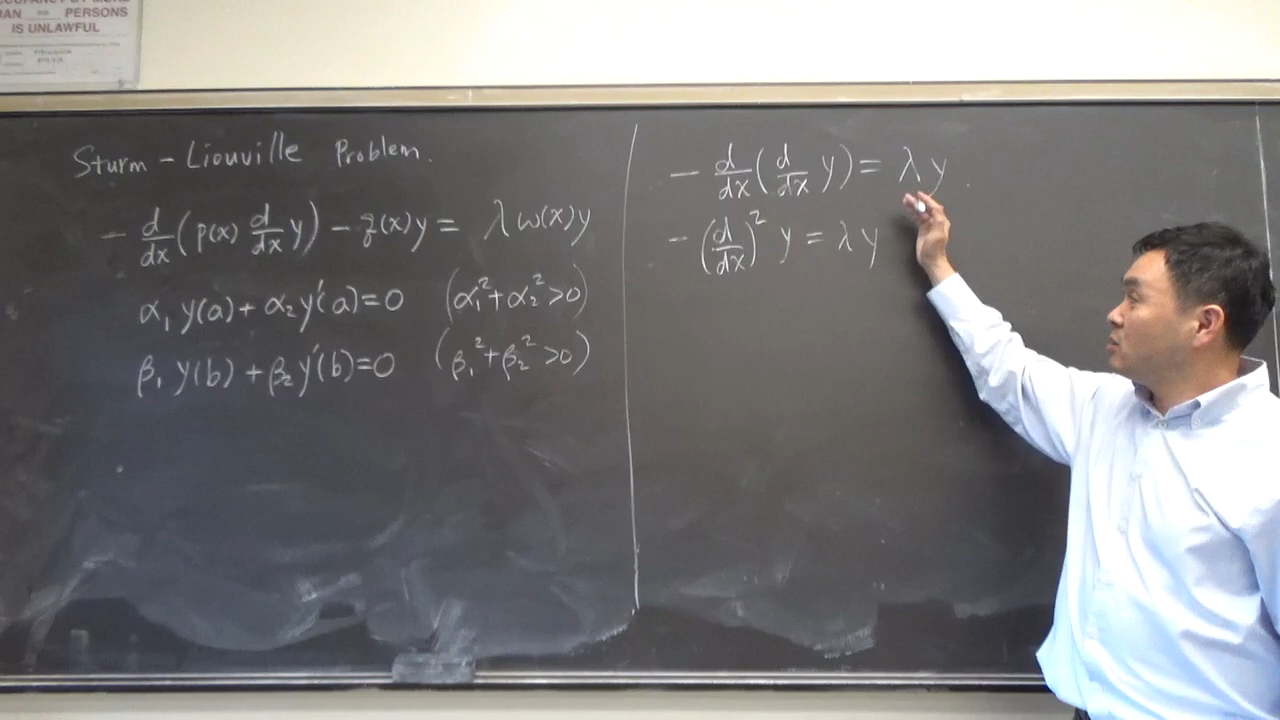 PERSONS
IS UNLAWFUL
Sturm – Liouville Problem.
- d/dx (p(x) d/dx y) - q(x)y = λ w(x)y
α₁ y(a) + α₂ y'(a) = 0 (α₁² + α₂² > 0)
β₁ y(b) + β₂ y'(b) = 0 (β₁² + β₂² > 0)
- d/dx (d/dx y) = λ y
- (d/dx)² y = λ y